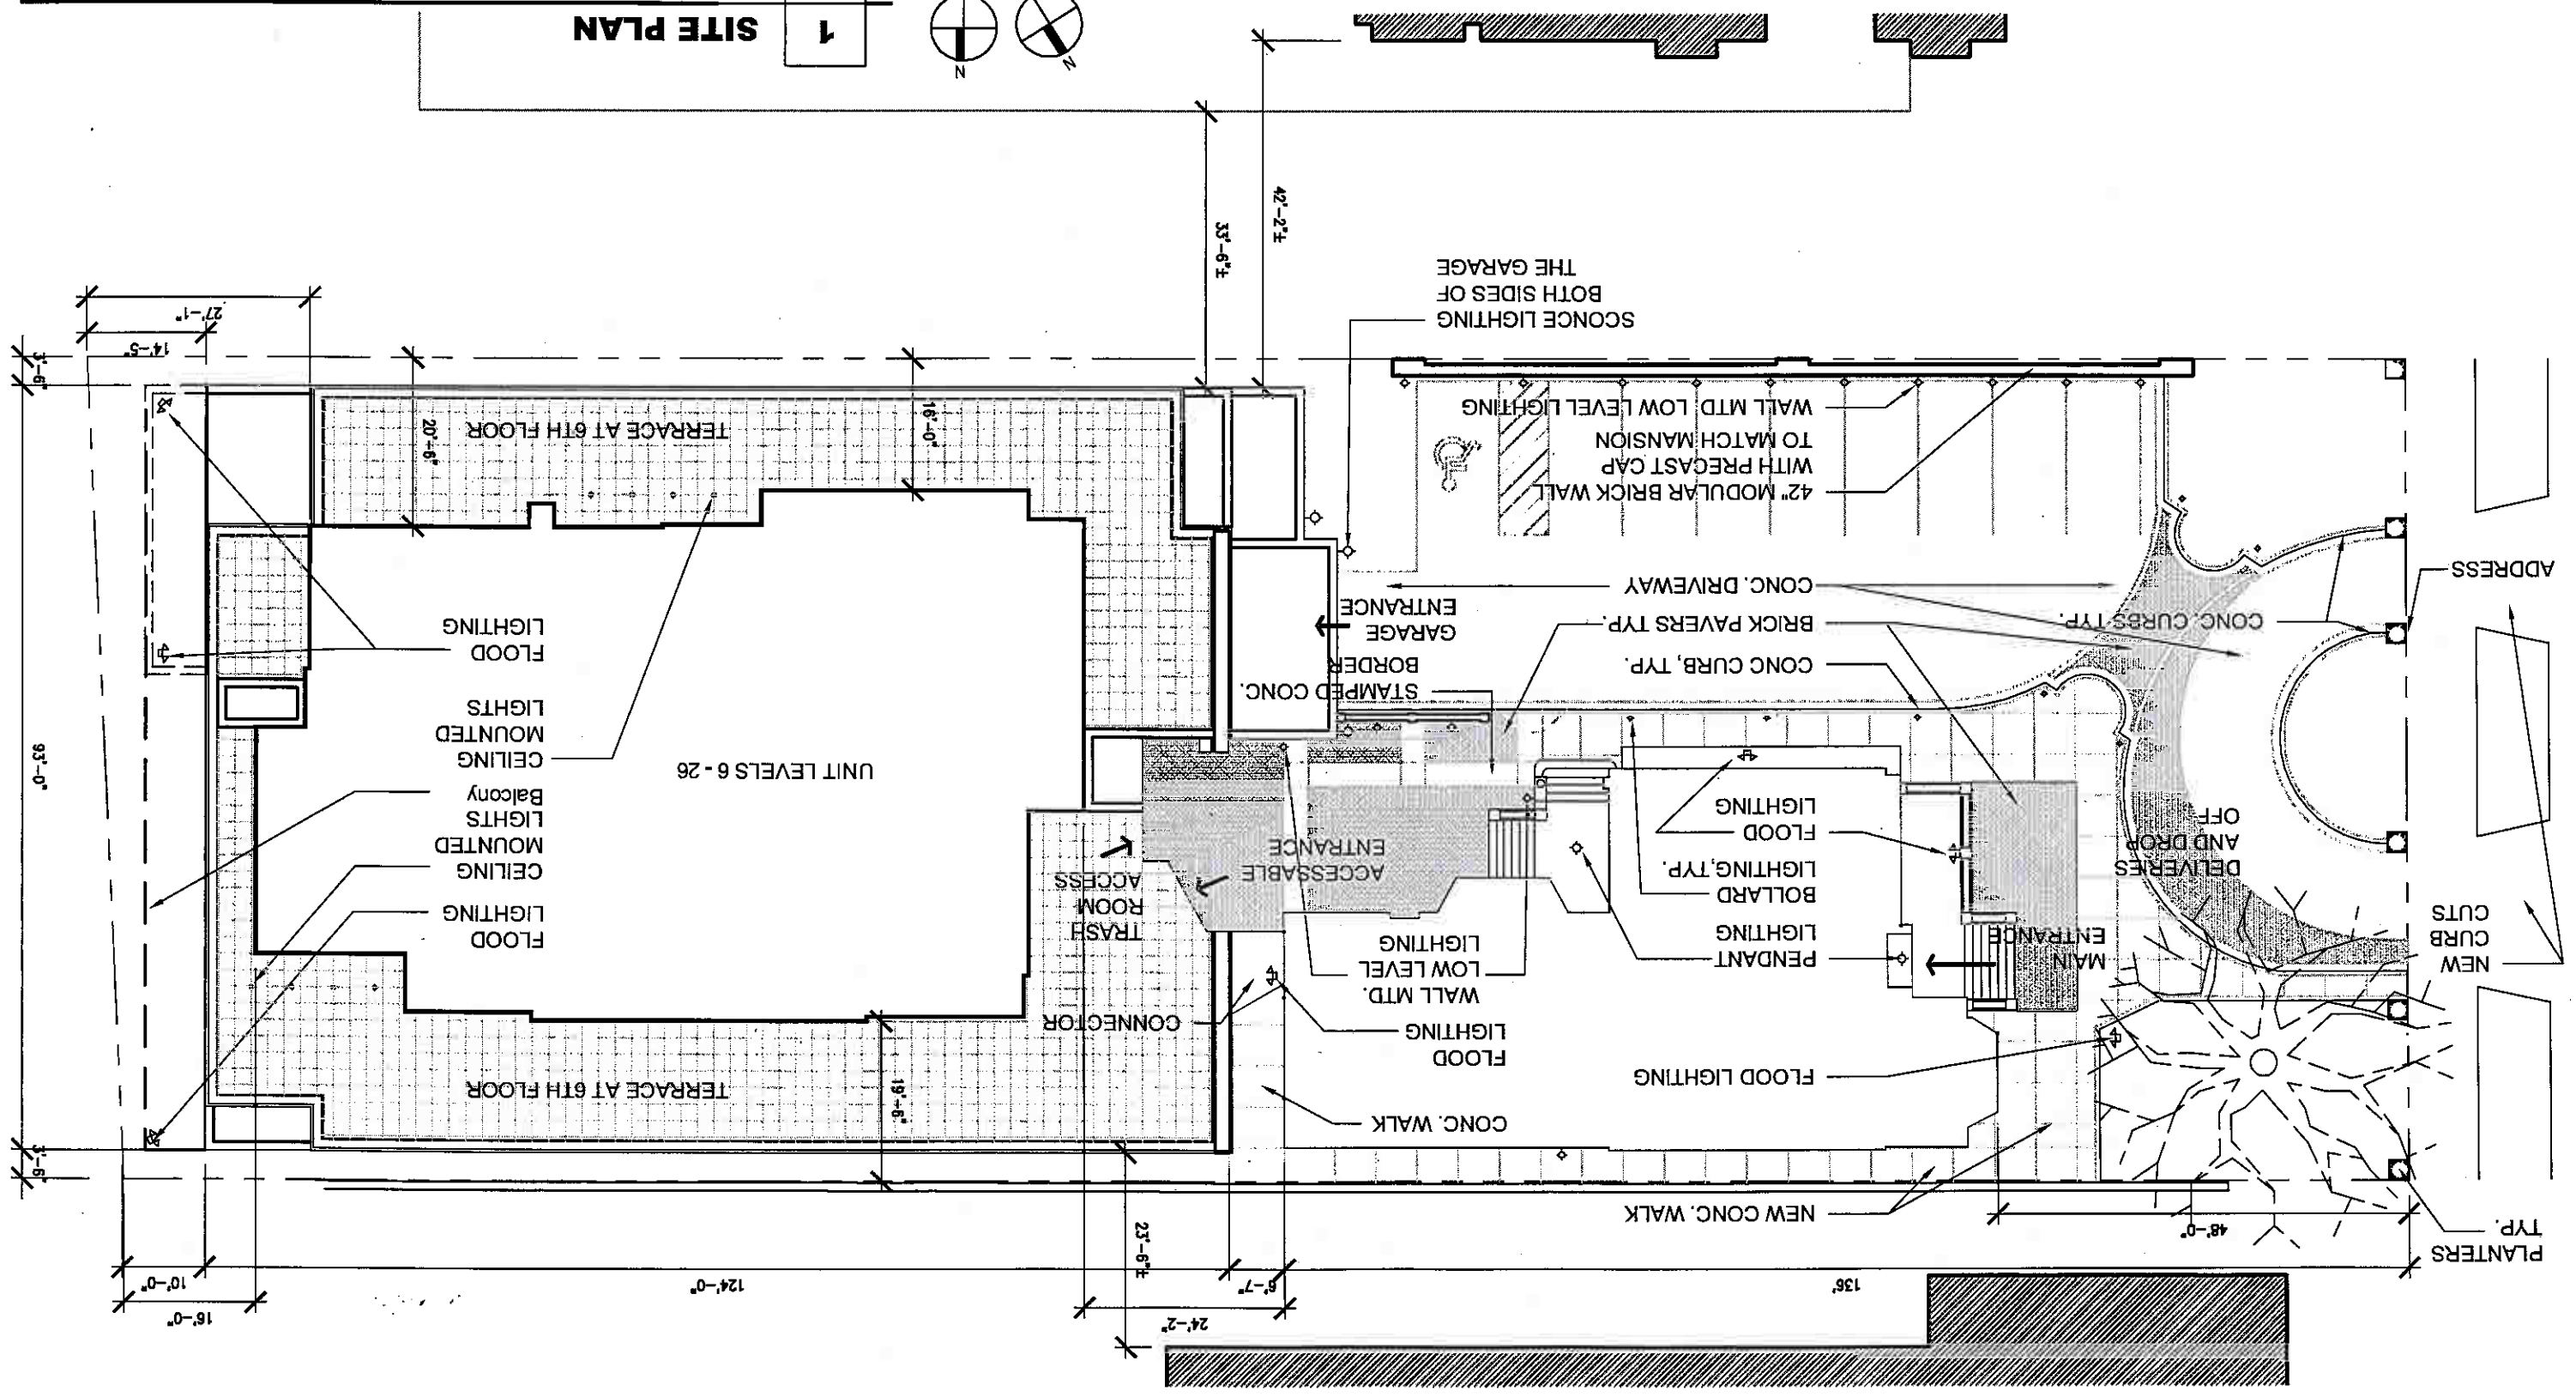 PLANTERS
TYP.
136'
6'-7"
124'-0"
10'-0"
16'-0"
24'-2"
48'-0"
23'-6"±
NEW CONC. WALK
3'-6"
CONC. WALK
TERRACE AT 6TH FLOOR
19'-6"
FLOOD LIGHTING
FLOOD
LIGHTING
CONNECTOR
NEW
CURB
CUTS
MAIN
ENTRANCE
PENDANT
LIGHTING
WALL MTD.
LOW LEVEL
LIGHTING
TRASH
ROOM
ACCESS
FLOOD
LIGHTING
DELIVERIES
AND DROP
OFF
BOLLARD
LIGHTING,TYP.
FLOOD
LIGHTING
ACCESSABLE
ENTRANCE
CEILING
MOUNTED
LIGHTS
Balcony
UNIT LEVELS 6 - 26
CEILING
MOUNTED
LIGHTS
93'-0"
CONC CURB, TYP.
STAMPED CONC.
BORDER
FLOOD
LIGHTING
CONC. CURBS TYP.
BRICK PAVERS TYP.
GARAGE
ENTRANCE
ADDRESS
CONC. DRIVEWAY
42" MODULAR BRICK WALL
WITH PRECAST CAP
TO MATCH MANSION
WALL MTD LOW LEVEL LIGHTING
TERRACE AT 6TH FLOOR
16'-0"
20'-6"
3'-6"
14'-5"
27'-1"
SCONCE LIGHTING
BOTH SIDES OF
THE GARAGE
42'-2"±
33'-6"±
N
N
1
SITE PLAN